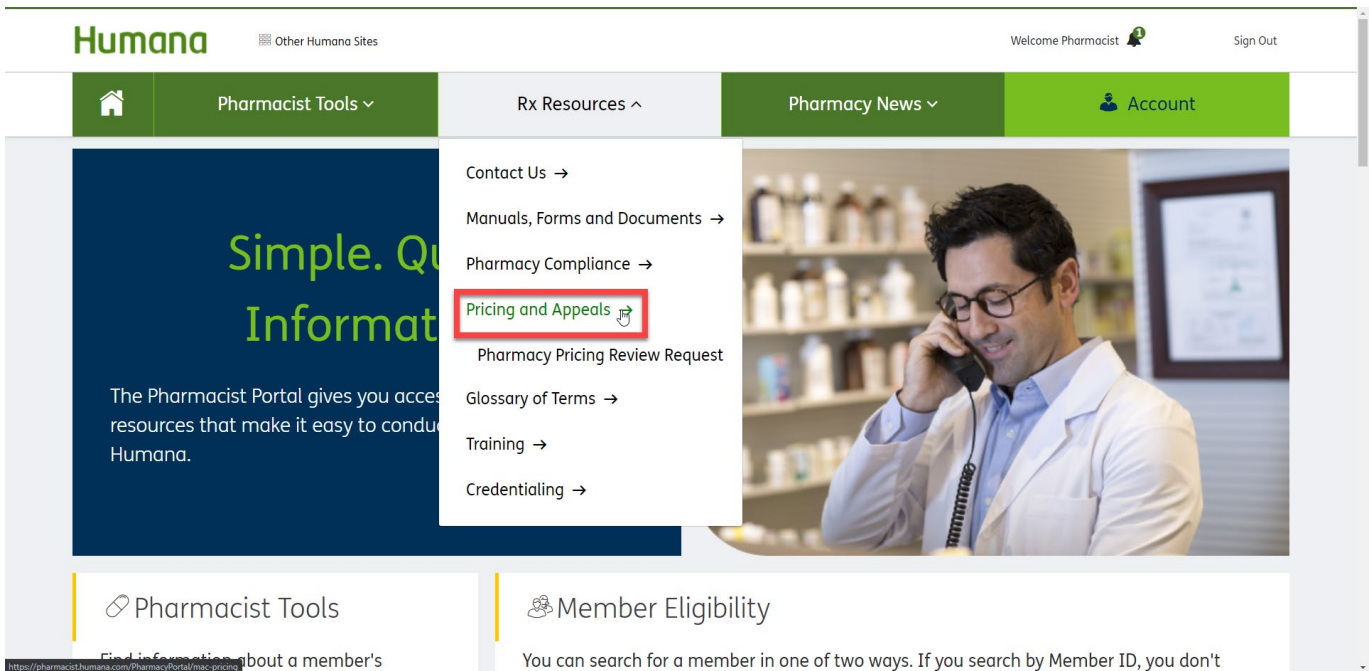 Humana
Other Humana Sites
Welcome Pharmacist
1
Sign Out
Pharmacist Tools
Rx Resources
Pharmacy News
Account
Contact Us →
Manuals, Forms and Documents →
Pharmacy Compliance →
Pricing and Appeals →
Pharmacy Pricing Review Request
Glossary of Terms →
Training →
Credentialing →
Simple.
Informat
The Pharmacist Portal gives you acces
resources that make it easy to condu
Humana.
Pharmacist Tools
Find information about a member's
Member Eligibility
You can search for a member in one of two ways. If you search by Member ID, you don't
https://pharmacist.humana.com/PharmacyPortal/mac-pricing